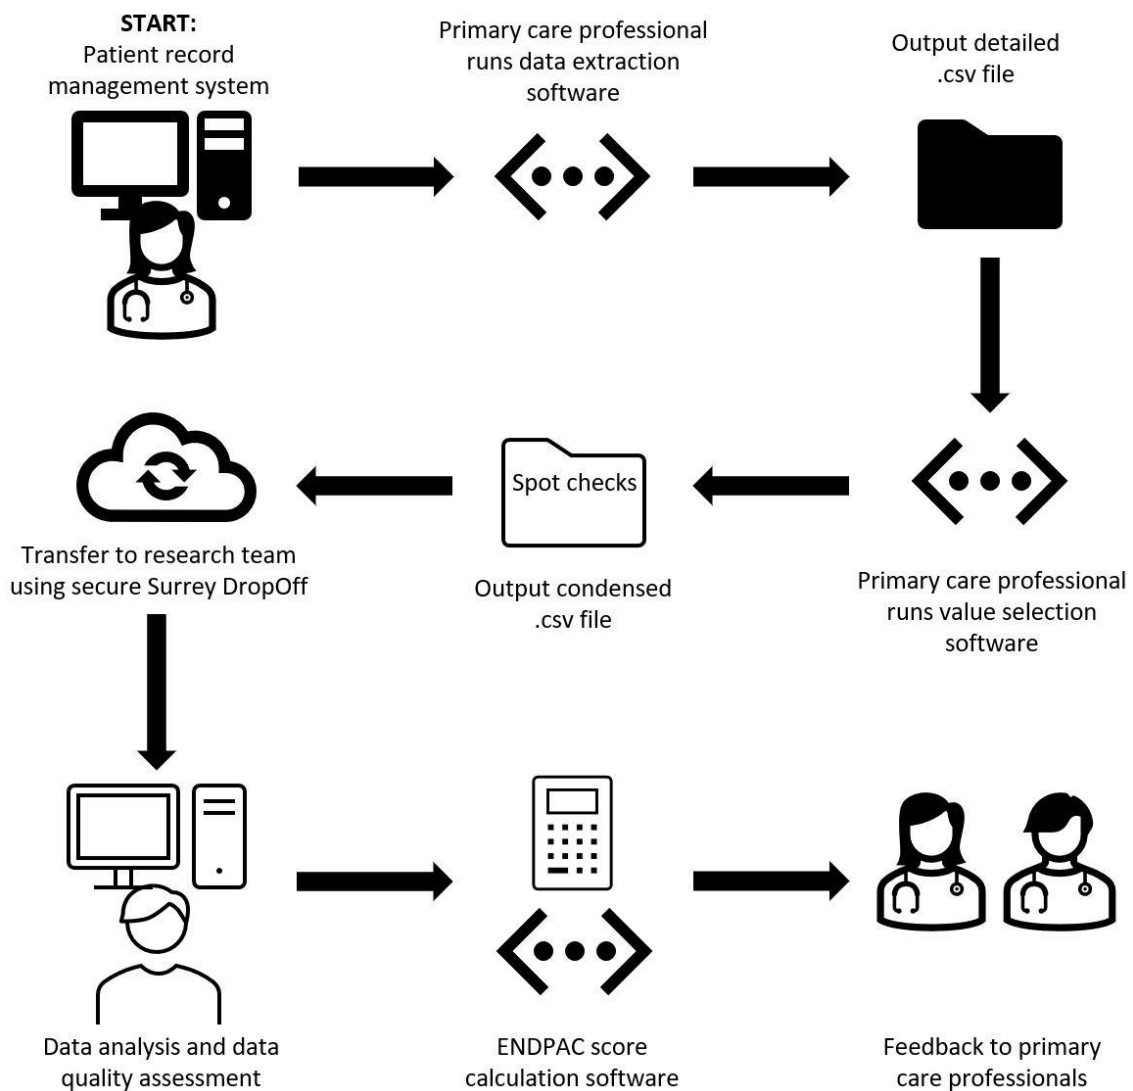 START:
Patient record
management system
Primary care professional
runs data extraction
software
Output detailed
.csv file
Spot checks
Transfer to research team
using secure Surrey DropOff
Output condensed
.csv file
Primary care professional
runs value selection
software
Data analysis and data
quality assessment
ENDPAC score
calculation software
Feedback to primary
care professionals